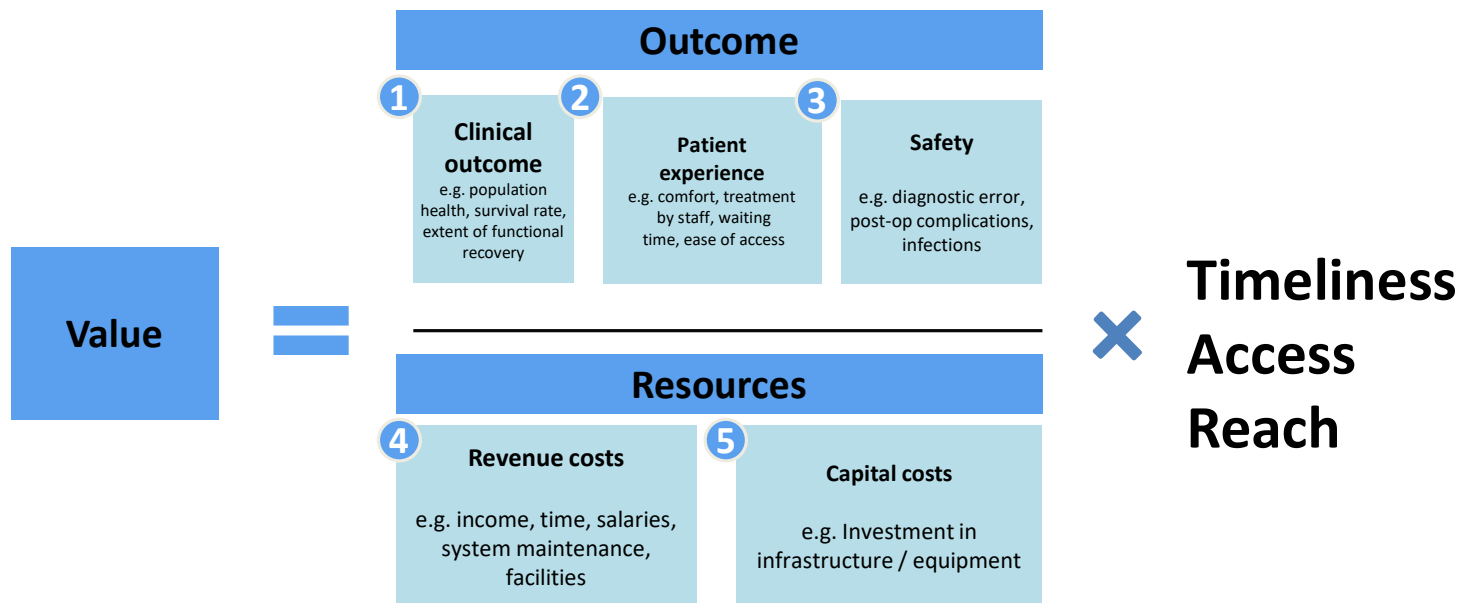 Outcome
1
Clinical
outcome
e.g. population
health, survival rate,
extent of functional
recovery
2
Patient
experience
e.g. comfort, treatment
by staff, waiting
time, ease of access
3
Safety
e.g. diagnostic error,
post-op complications,
infections
Value
=
×
Timeliness
Access
Reach
Resources
4
Revenue costs
e.g. income, time, salaries,
system maintenance,
facilities
5
Capital costs
e.g. Investment in
infrastructure / equipment